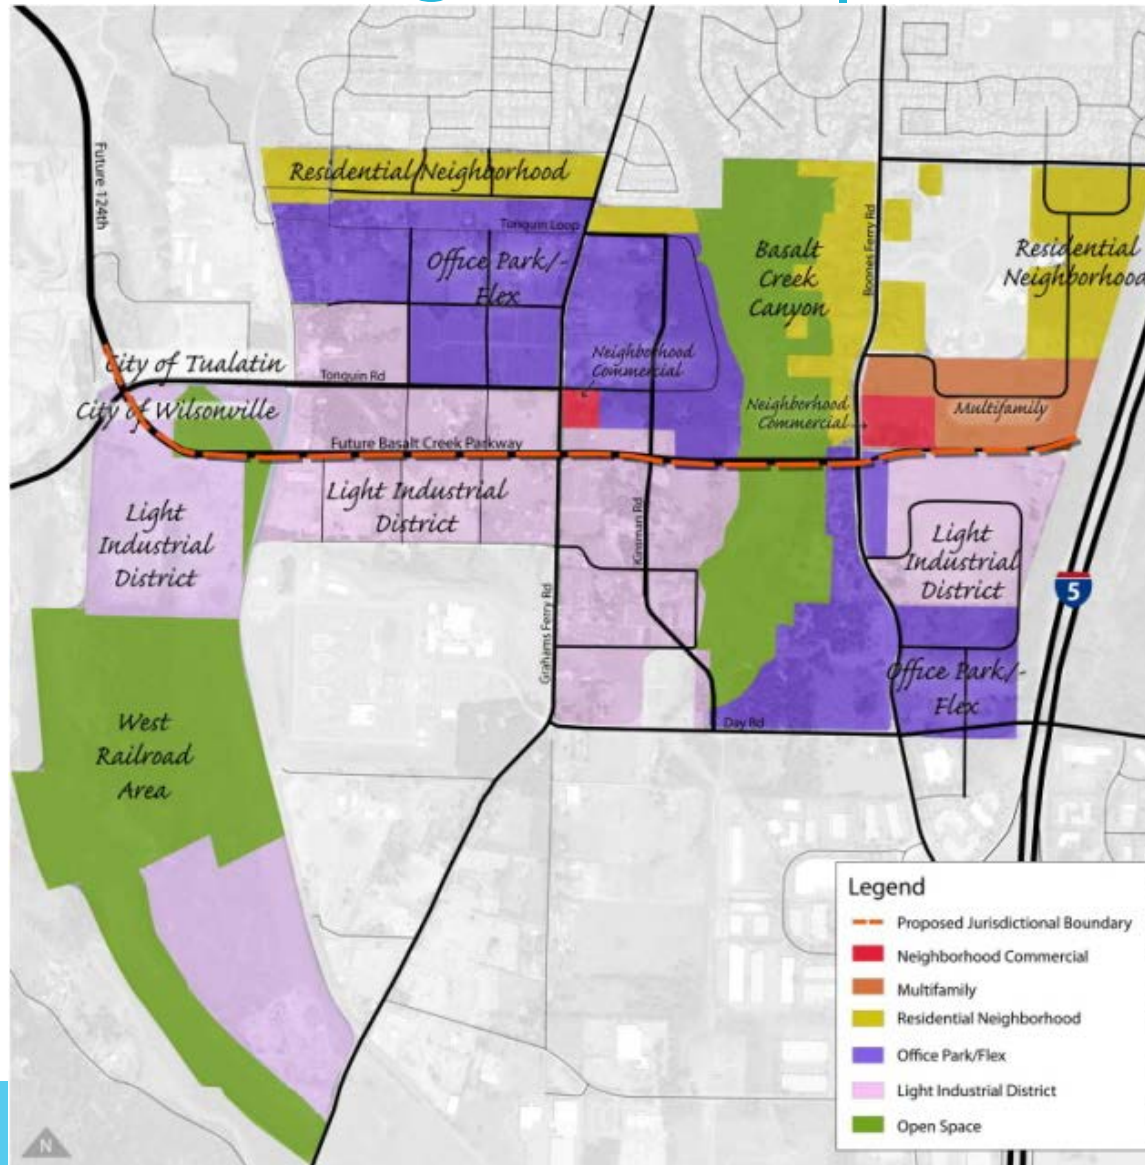 Future 124th
Residential Neighborhood
Tonquin Loop
Office Park/-
Flex
Basalt
Creek
Canyon
Boones Ferry Rd
Residential
Neighborhood
City of Tualatin
Tonquin Rd
Neighborhood
Commercial
City of Wilsonville
Neighborhood
Commercial
Multifamily
Future Basalt Creek Parkway
Light
Industrial
District
Light Industrial
District
Kinsman Rd
Light
Industrial
District
5
Grahams Ferry Rd
Office Park/-
Flex
Day Rd
West
Railroad
Area
Legend
Proposed Jurisdictional Boundary
Neighborhood Commercial
Multifamily
Residential Neighborhood
Office Park/Flex
Light Industrial District
Open Space
N